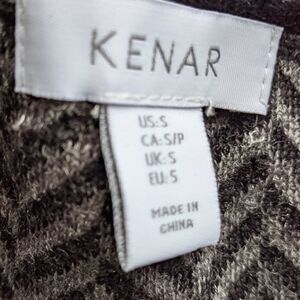 KENAR
US:S
CA:S/P
UK:S
EU:S
MADE IN
CHINA